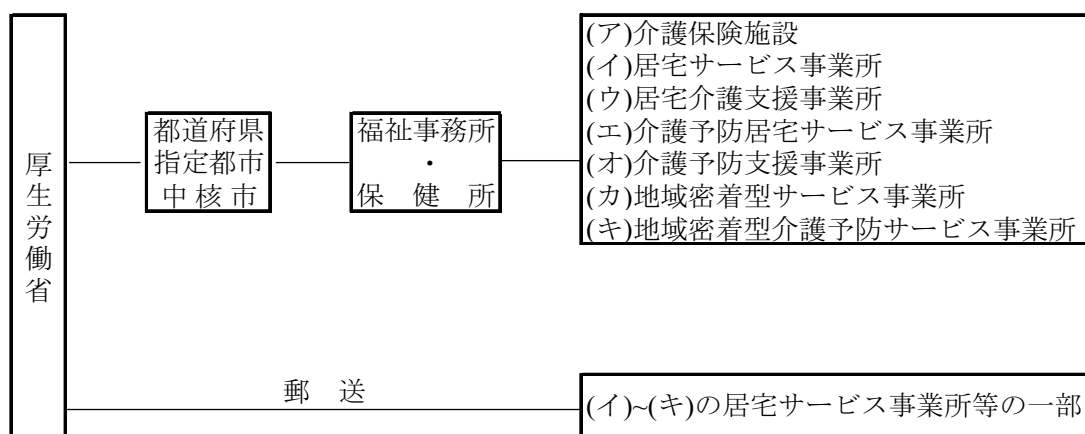 厚生労働省
都道府県
指定都市
中核市
福祉事務所
・
保健所
(ア)介護保険施設
(イ)居宅サービス事業所
(ウ)居宅介護支援事業所
(エ)介護予防居宅サービス事業所
(オ)介護予防支援事業所
(カ)地域密着型サービス事業所
(キ)地域密着型介護予防サービス事業所
郵送
(イ)~(キ)の居宅サービス事業所等の一部